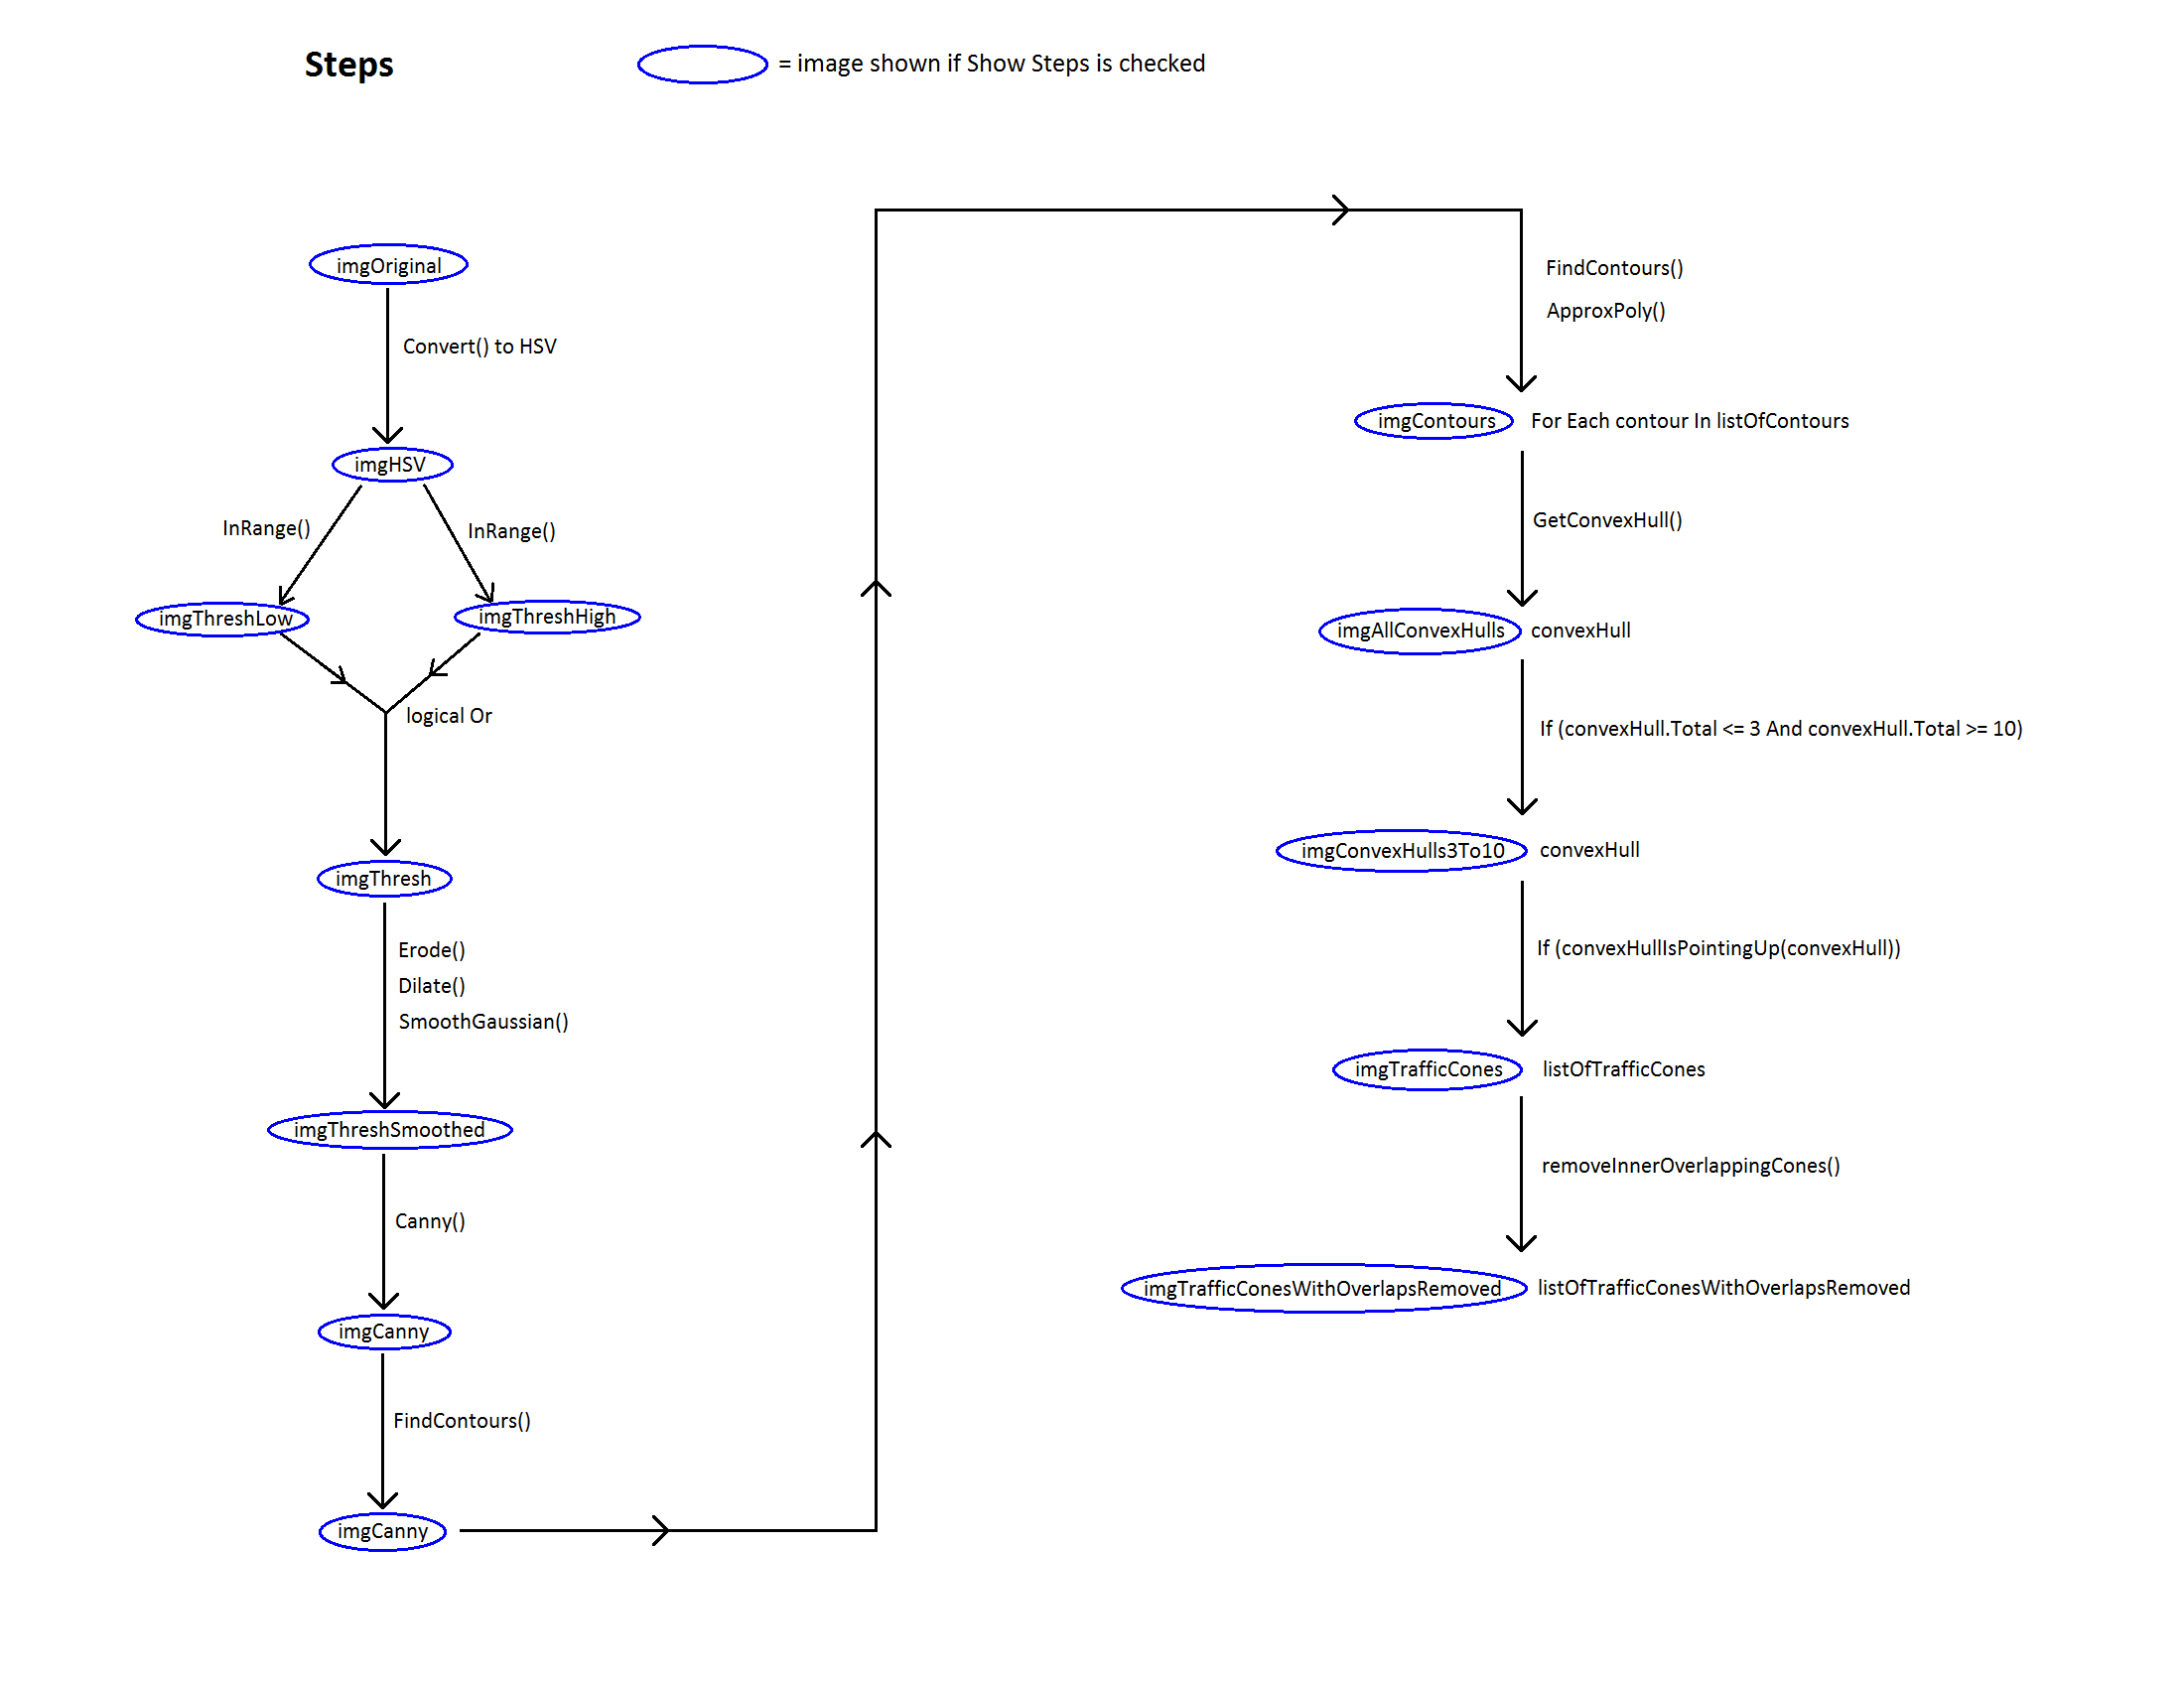 Steps
= image shown if Show Steps is checked
imgOriginal
Convert() to HSV
imgHSV
InRange()
InRange()
imgThreshLow
imgThreshHigh
logical Or
imgThresh
Erode()
Dilate()
SmoothGaussian()
imgThreshSmoothed
Canny()
imgCanny
FindContours()
imgCanny
FindContours()
ApproxPoly()
imgContours
For Each contour In listOfContours
GetConvexHull()
imgAllConvexHulls
convexHull
If (convexHull.Total <= 3 And convexHull.Total >= 10)
imgConvexHulls3To10
convexHull
If (convexHullIsPointingUp(convexHull))
imgTrafficCones
listOfTrafficCones
removeInnerOverlappingCones()
imgTrafficConesWithOverlapsRemoved
listOfTrafficConesWithOverlapsRemoved